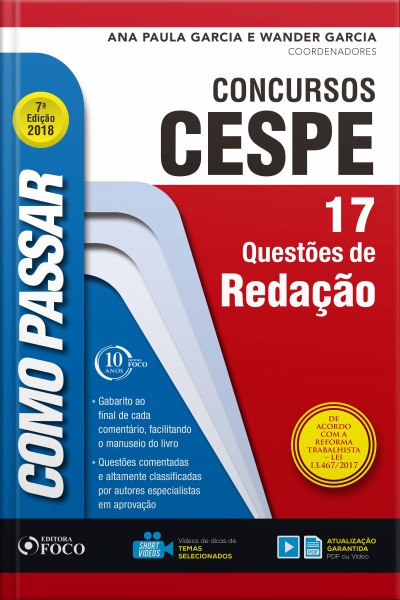 ANA PAULA GARCIA E WANDER GARCIA
COORDENADORES
7ª
Edição
2018
CONCURSOS
CESPE
17
Questões de
Redação
COMO PASSAR
10
ANOS
EDITORA
FOCO
• Gabarito ao
final de cada
comentário, facilitando
o manuseio do livro
• Questões comentadas
e altamente classificadas
por autores especialistas
em aprovação
DE
ACORDO
COM A
REFORMA
TRABALHISTA
– LEI
13.467/2017
EDITORA
FOCO
SHORT
VIDEOS
Vídeos de dicas de
TEMAS
SELECIONADOS
PDF
ATUALIZAÇÃO
GARANTIDA
PDF ou Vídeo